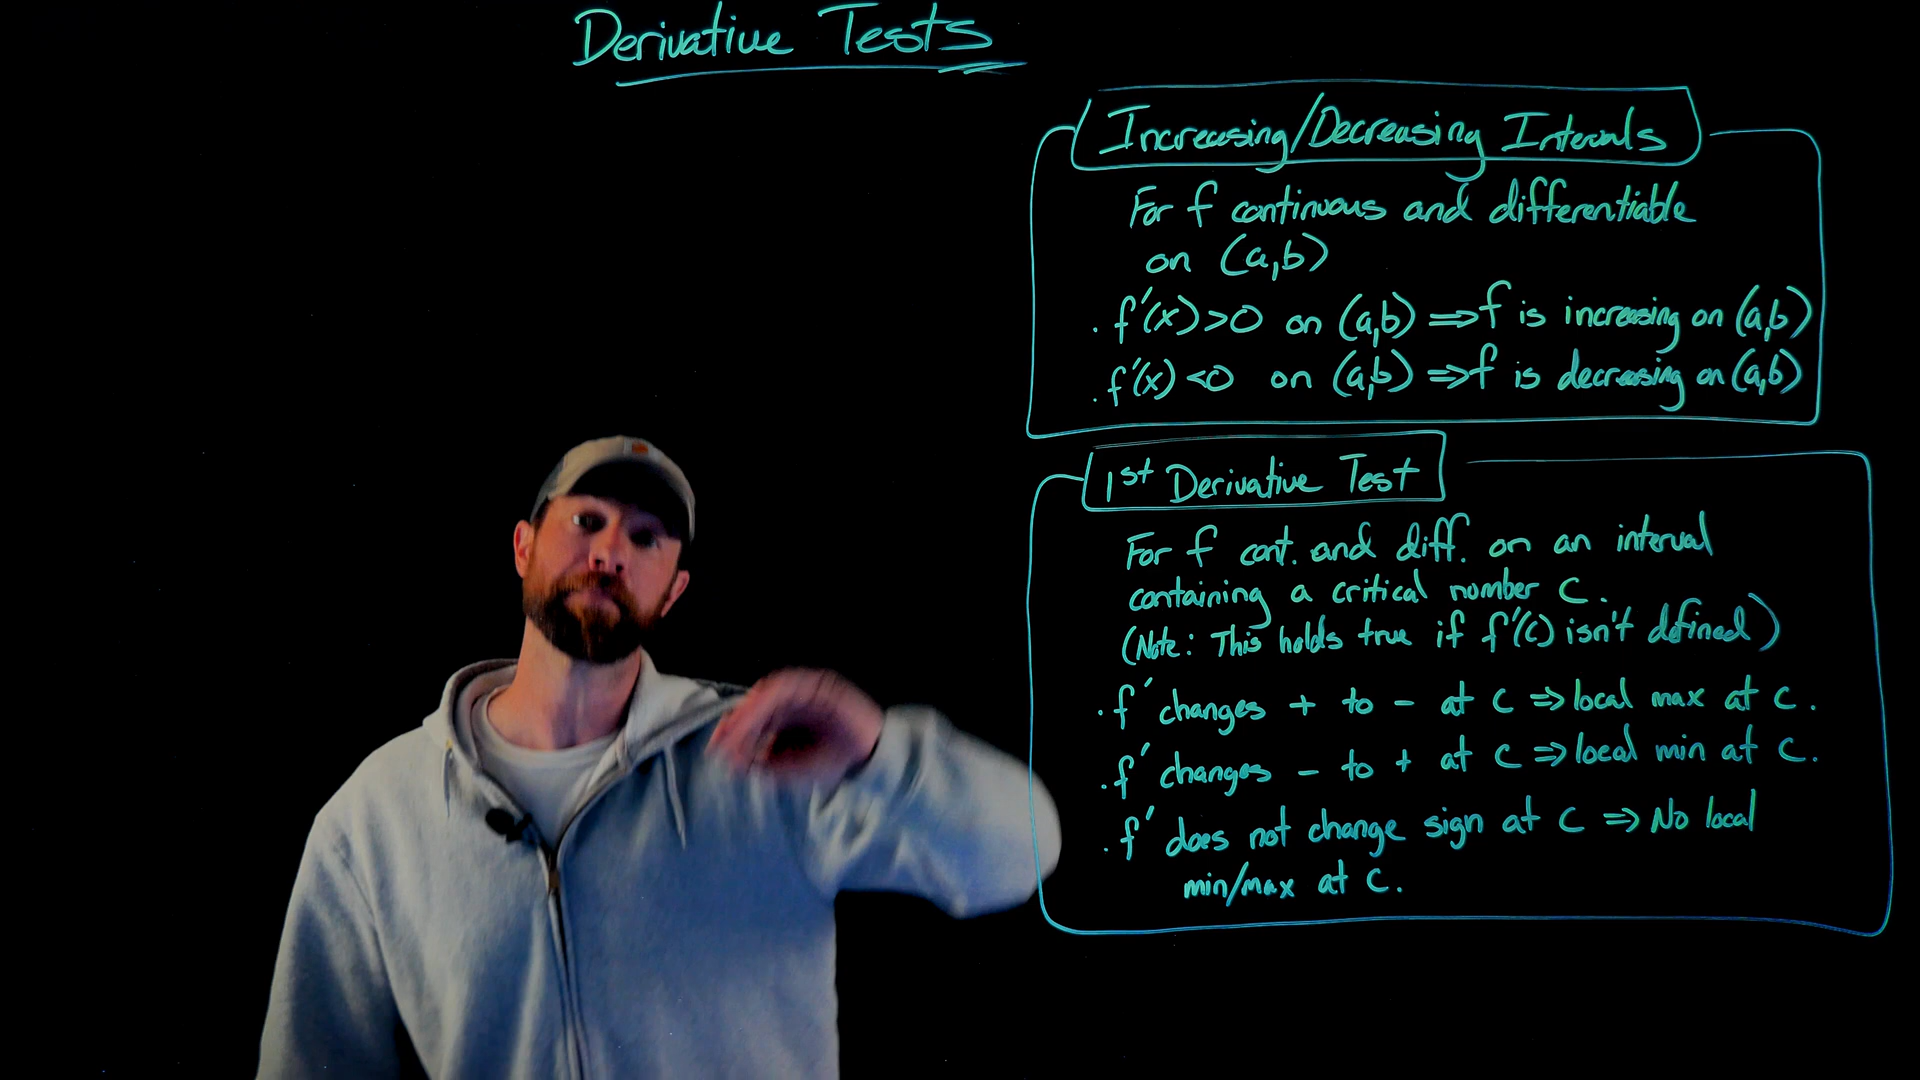 Derivative Tests
Increasing/Decreasing Intervals
For f continuous and differentiable
on (a,b)
. f'(x)>0 on (a,b) ⇒ f is increasing on (a,b)
. f'(x)<0 on (a,b) ⇒ f is decreasing on (a,b)
1st Derivative Test
For f cont. and diff. on an interval
containing a critical number c.
(Note: This holds true if f'(c) isn't defined)
. f' changes + to - at c ⇒ local max at c.
. f' changes - to + at c ⇒ local min at c.
. f' does not change sign at c ⇒ No local
min/max at c.